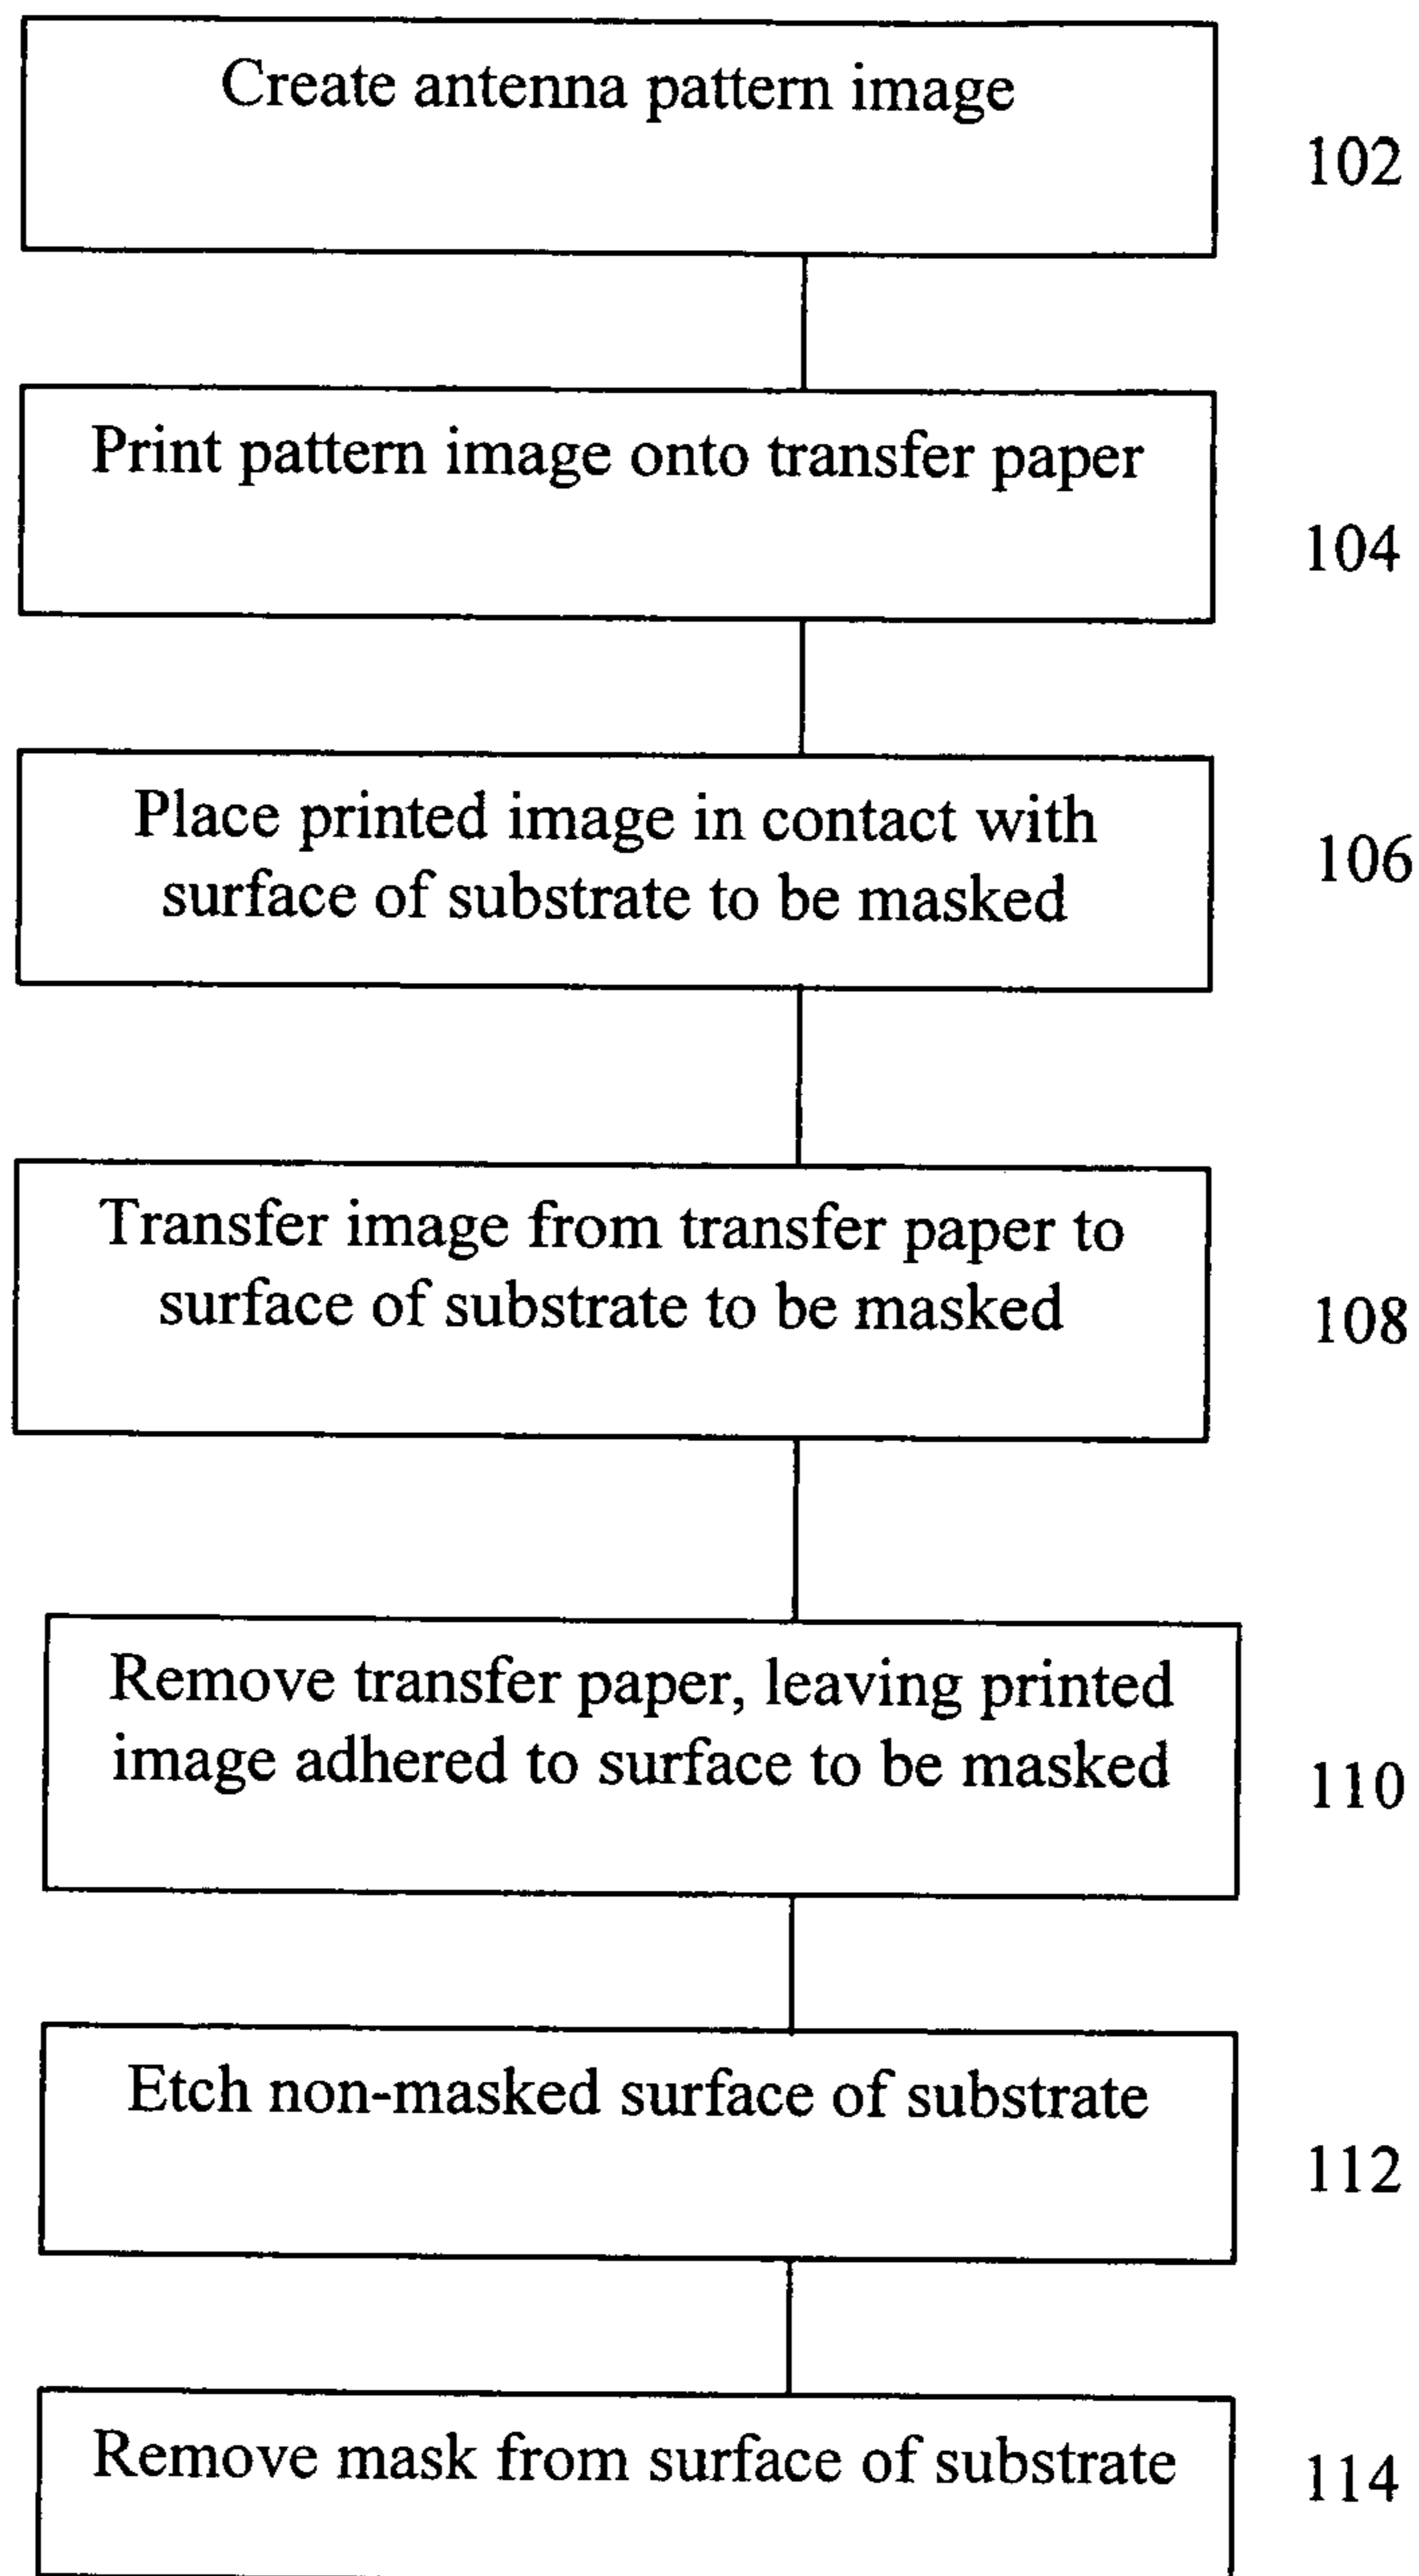 Create antenna pattern image
102
Print pattern image onto transfer paper
104
Place printed image in contact with
surface of substrate to be masked
106
Transfer image from transfer paper to
surface of substrate to be masked
108
Remove transfer paper, leaving printed
image adhered to surface to be masked
110
Etch non-masked surface of substrate
112
Remove mask from surface of substrate
114